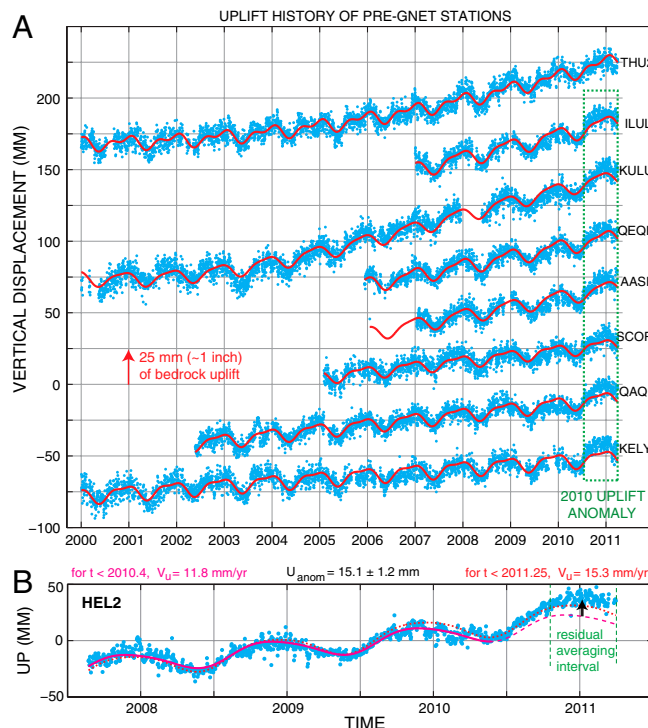 A
UPLIFT HISTORY OF PRE-GNET STATIONS
VERTICAL DISPLACEMENT (MM)
200
150
100
50
0
−50
−100
THU2
ILUL
KULU
QEQE
AASI
SCOR
QAQ
KELY
25 mm (~1 inch)
of bedrock uplift
2010 UPLIFT
ANOMALY
2000 2001 2002 2003 2004 2005 2006 2007 2008 2009 2010 2011
B
for t < 2010.4, Vu = 11.8 mm/yr
Uanom = 15.1 ± 1.2 mm
for t < 2011.25, Vu = 15.3 mm/yr
HEL2
UP (MM)
50
0
−50
residual
averaging
interval
2008 2009 2010 2011
TIME